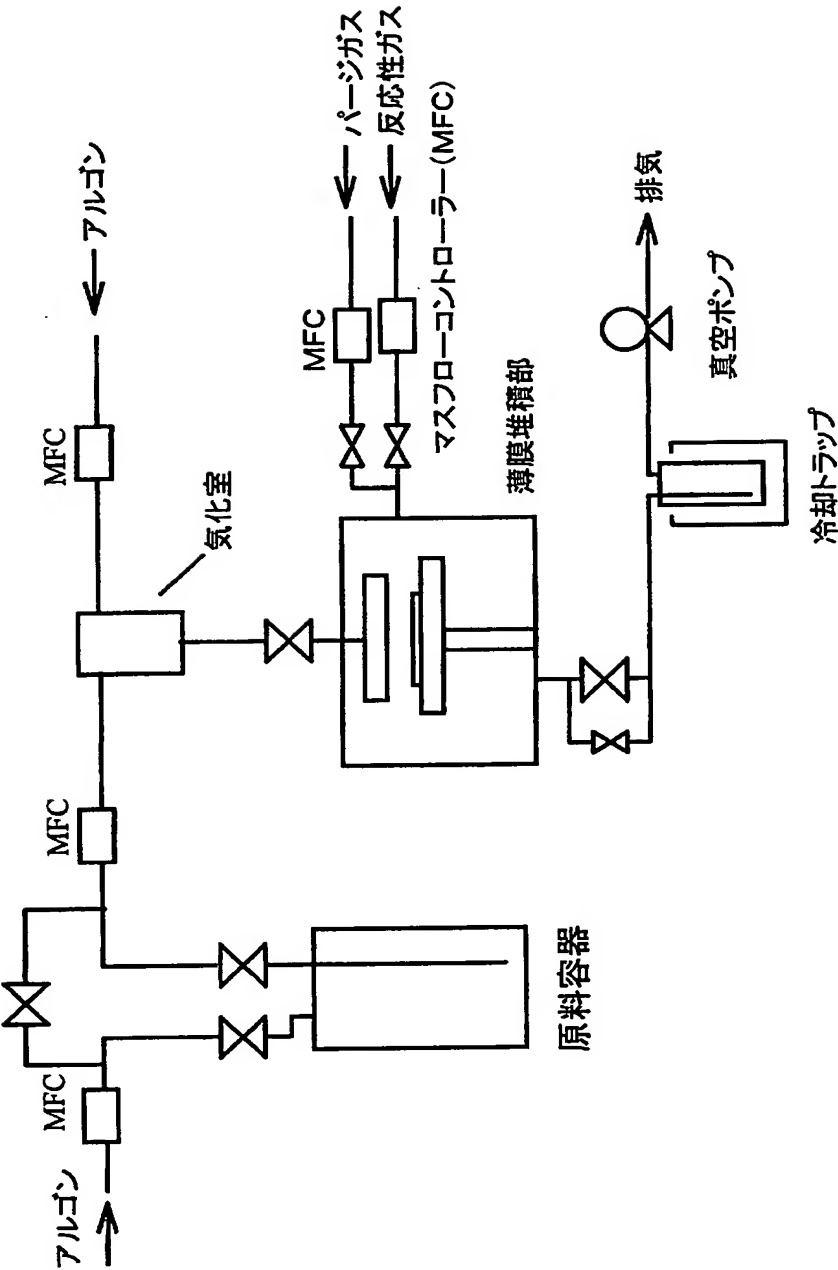 アルゴン
MFC
MFC
MFC
アルゴン
気化室
原料容器
MFC
パージガス
反応性ガス
マスフローコントローラー(MFC)
薄膜堆積部
排気
真空ポンプ
冷却トラップ